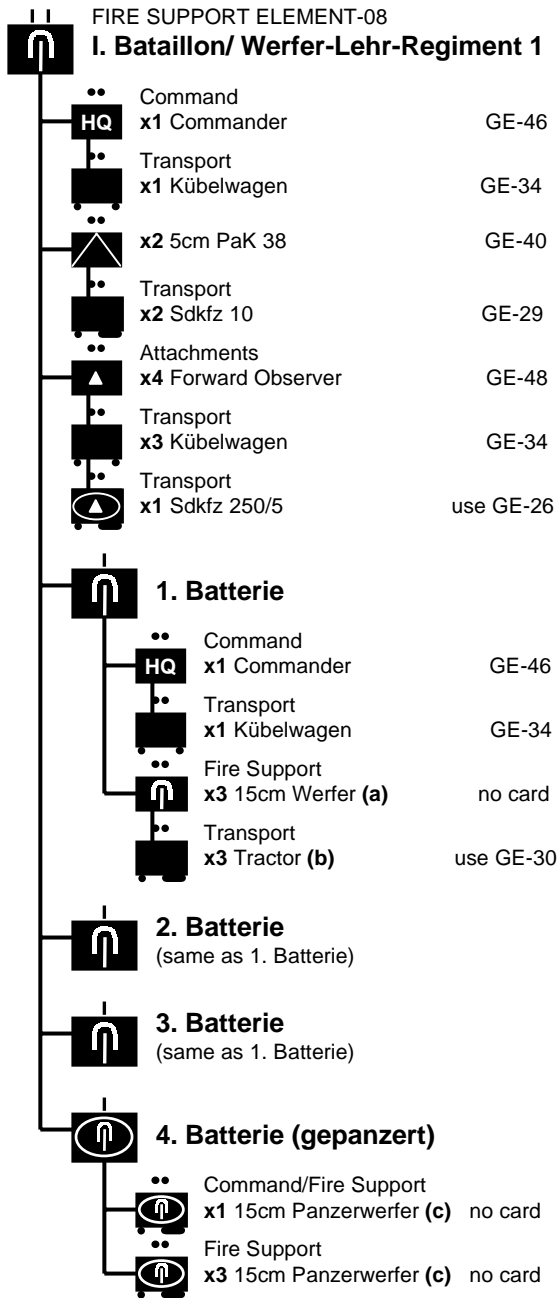 FIRE SUPPORT ELEMENT-08
I. Bataillon/ Werfer-Lehr-Regiment 1
Command
HQ x1 Commander GE-46
Transport
x1 Kübelwagen GE-34
x2 5cm PaK 38 GE-40
Transport
x2 Sdkfz 10 GE-29
Attachments
x4 Forward Observer GE-48
Transport
x3 Kübelwagen GE-34
Transport
x1 Sdkfz 250/5 use GE-26
1. Batterie
Command
HQ x1 Commander GE-46
Transport
x1 Kübelwagen GE-34
Fire Support
x3 15cm Werfer (a) no card
Transport
x3 Tractor (b) use GE-30
2. Batterie
(same as 1. Batterie)
3. Batterie
(same as 1. Batterie)
4. Batterie (gepanzert)
Command/Fire Support
x1 15cm Panzerwerfer (c) no card
Fire Support
x3 15cm Panzerwerfer (c) no card